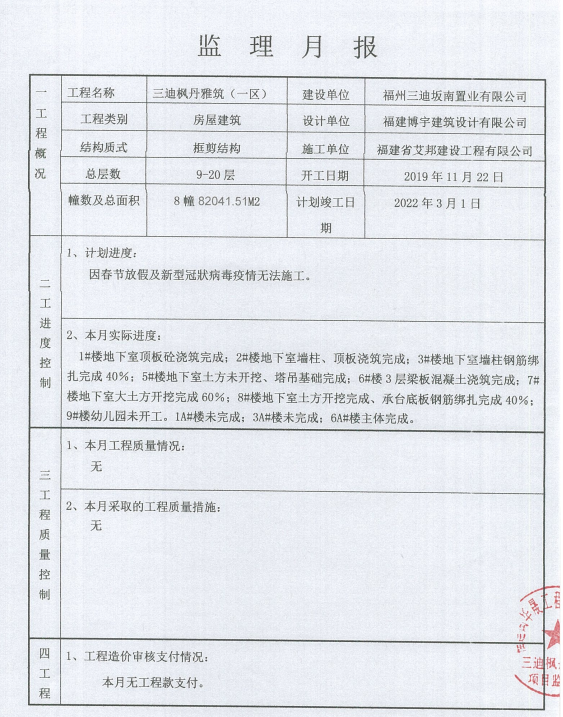 监 理 月 报
一工程概况
工程名称 三迪枫丹雅筑（一区） 建设单位 福州三迪坂南置业有限公司
工程类别 房屋建筑 设计单位 福建博宇建筑设计有限公司
结构质式 框剪结构 施工单位 福建省艾邦建设工程有限公司
总层数 9-20 层 开工日期 2019 年 11 月 22 日
幢数及总面积 8 幢 82041.51M2 计划竣工日期 2022 年 3 月 1 日
二工进度控制
1、计划进度：
因春节放假及新型冠狀病毒疫情无法施工。
2、本月实际进度：
1#楼地下室顶板砼浇筑完成；2#楼地下室墙柱、顶板浇筑完成；3#楼地下室墙柱钢筋绑
扎完成 40%；5#楼地下室土方未开挖、塔吊基础完成；6#楼 3 层梁板混凝土浇筑完成；7#
楼地下室大土方开挖完成 60%；8#楼地下室土方开挖完成、承台底板钢筋绑扎完成 40%；
9#楼幼儿园未开工。1A#楼未完成；3A#楼未完成；6A#楼主体完成。
三工程质量控制
1、本月工程质量情况：
无
2、本月采取的工程质量措施：
无
四工程
1、工程造价审核支付情况：
本月无工程款支付。
三迪枫
项目监